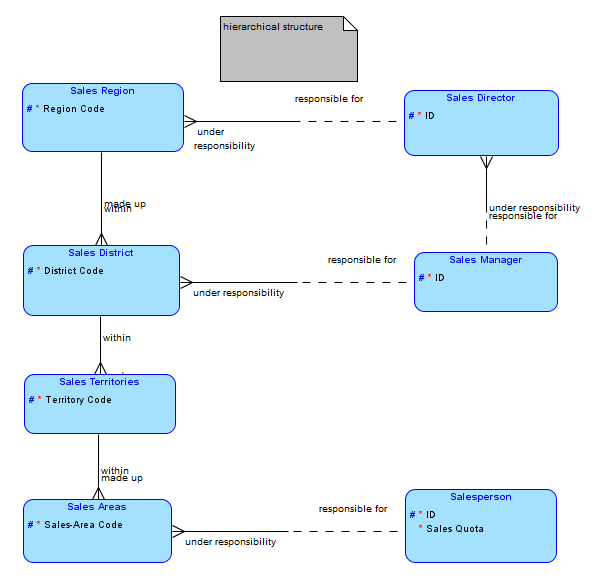 hierarchical structure
Sales Region
# * Region Code
responsible for
under
responsibility
Sales Director
# * ID
made up
within
under responsibility
responsible for
Sales District
# * District Code
responsible for
under responsibility
Sales Manager
# * ID
within
Sales Territories
# * Territory Code
within
made up
Sales Areas
# * Sales-Area Code
responsible for
under responsibility
Salesperson
# * ID
* Sales Quota